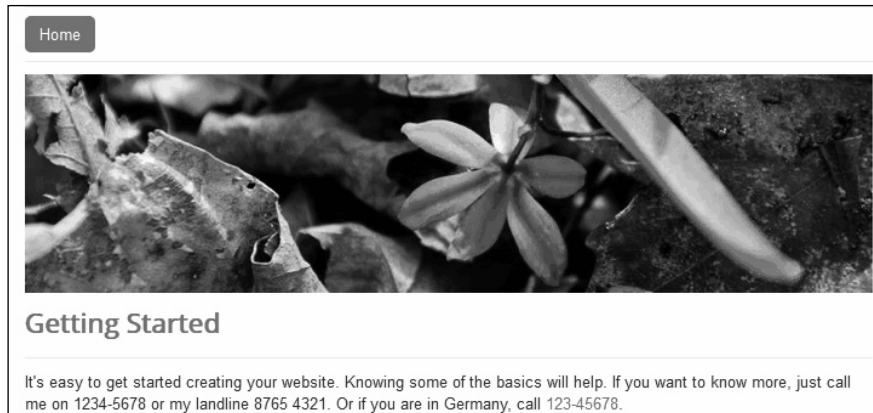 Home
Getting Started
It's easy to get started creating your website. Knowing some of the basics will help. If you want to know more, just call
me on 1234-5678 or my landline 8765 4321. Or if you are in Germany, call 123-45678.